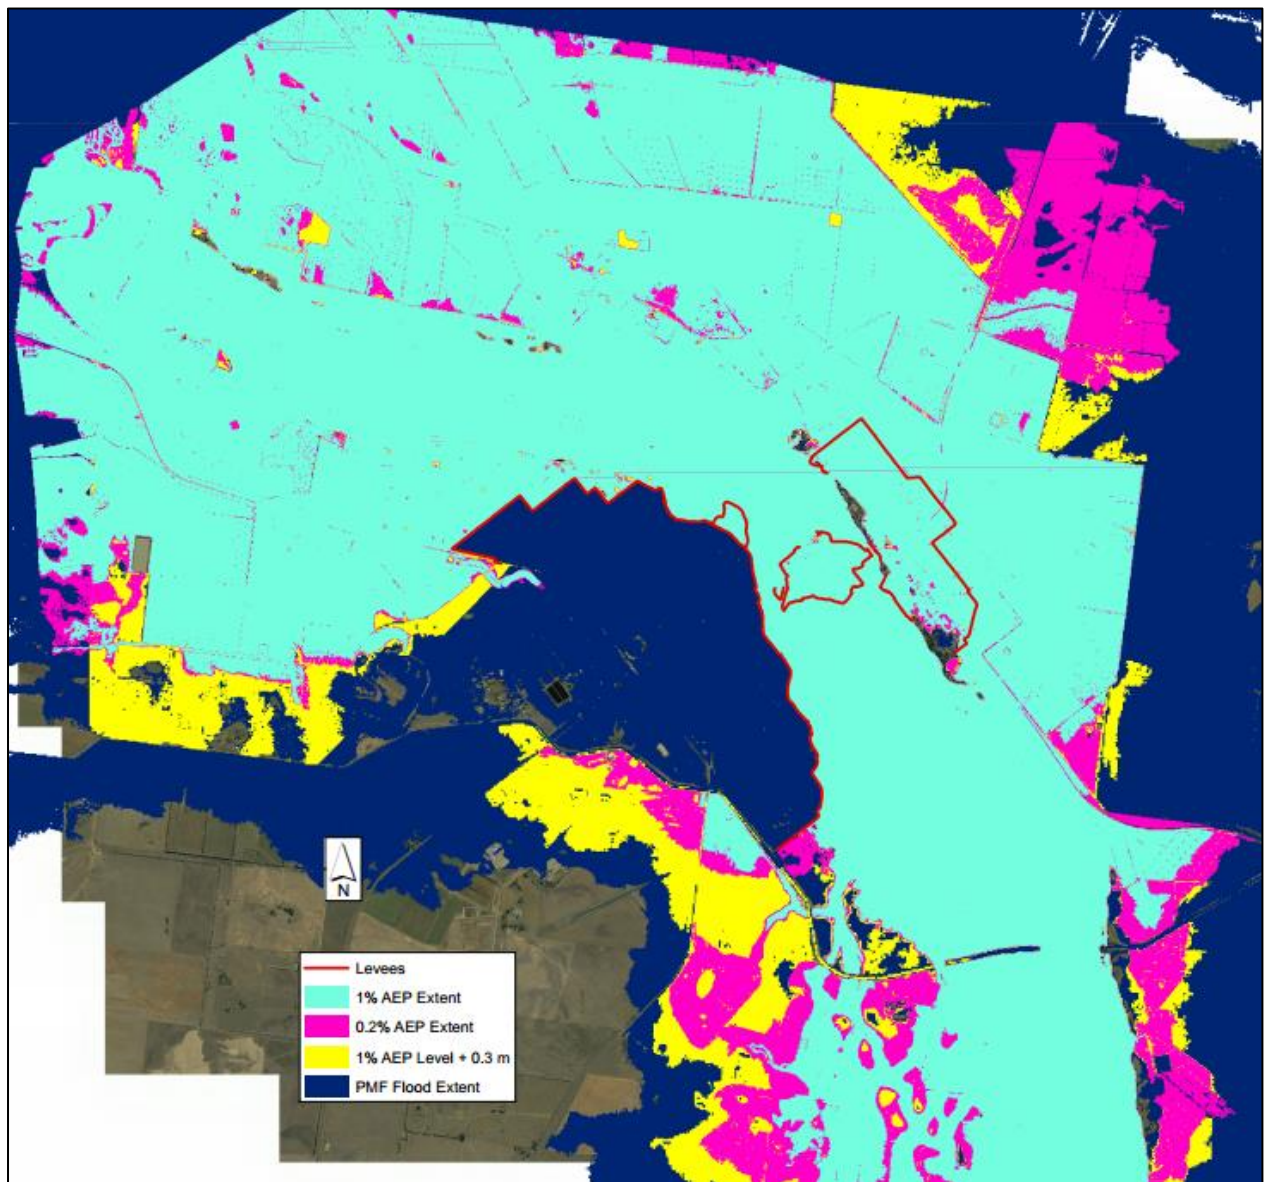 N
Levees
1% AEP Extent
0.2% AEP Extent
1% AEP Level + 0.3 m
PMF Flood Extent